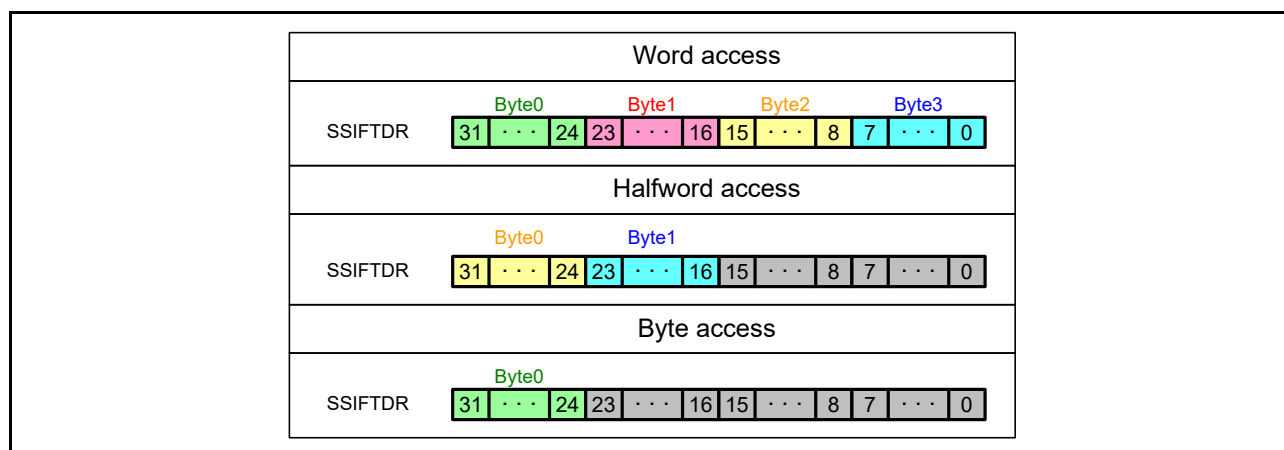 Word access
Byte0 Byte1 Byte2 Byte3
SSIFTDR 31 ・・・ 24 23 ・・・ 16 15 ・・・ 8 7 ・・・ 0
Halfword access
Byte0 Byte1
SSIFTDR 31 ・・・ 24 23 ・・・ 16 15 ・・・ 8 7 ・・・ 0
Byte access
Byte0
SSIFTDR 31 ・・・ 24 23 ・・・ 16 15 ・・・ 8 7 ・・・ 0